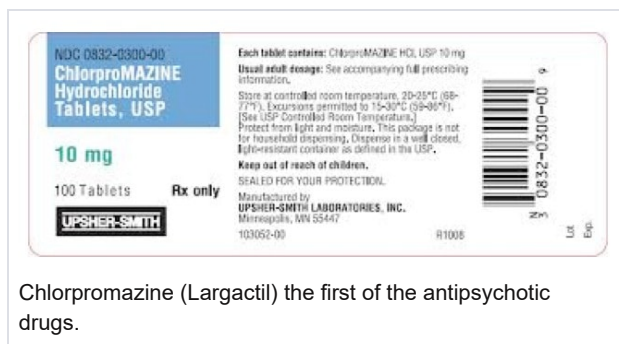 NDC 0832-0300-00
ChlorproMAZINE
Hydrochloride
Tablets, USP
10 mg
100 Tablets Rx only
UPSHER-SMITH
Each tablet contains: ChlorproMAZINE HCl, USP 10 mg
Usual adult dosage: See accompanying full prescribing
information.
Store at controlled room temperature, 20-25°C (68-
77°F). Excursions permitted to 15-30°C (59-86°F).
[See USP Controlled Room Temperature.]
Protect from light and moisture. This package is not
for household dispensing. Dispense in a well closed,
light-resistant container as defined in the USP.
Keep out of reach of children.
SEALED FOR YOUR PROTECTION.
Manufactured by
UPSHER-SMITH LABORATORIES, INC.
Minneapolis, MN 55447
103052-00 R1008
N3 0832-0300-00 9
Lot
Exp.
Chlorpromazine (Largactil) the first of the antipsychotic
drugs.